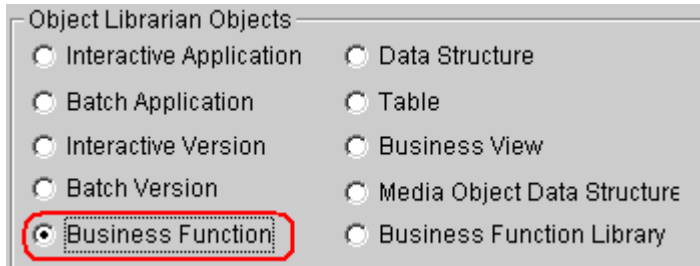 Object Librarian Objects
Interactive Application
Data Structure
Batch Application
Table
Interactive Version
Business View
Batch Version
Media Object Data Structure
Business Function
Business Function Library